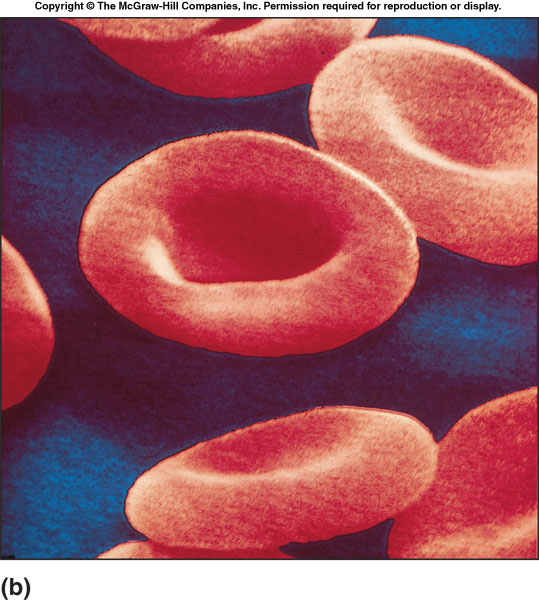 Copyright © The McGraw-Hill Companies, Inc. Permission required for reproduction or display.
(b)